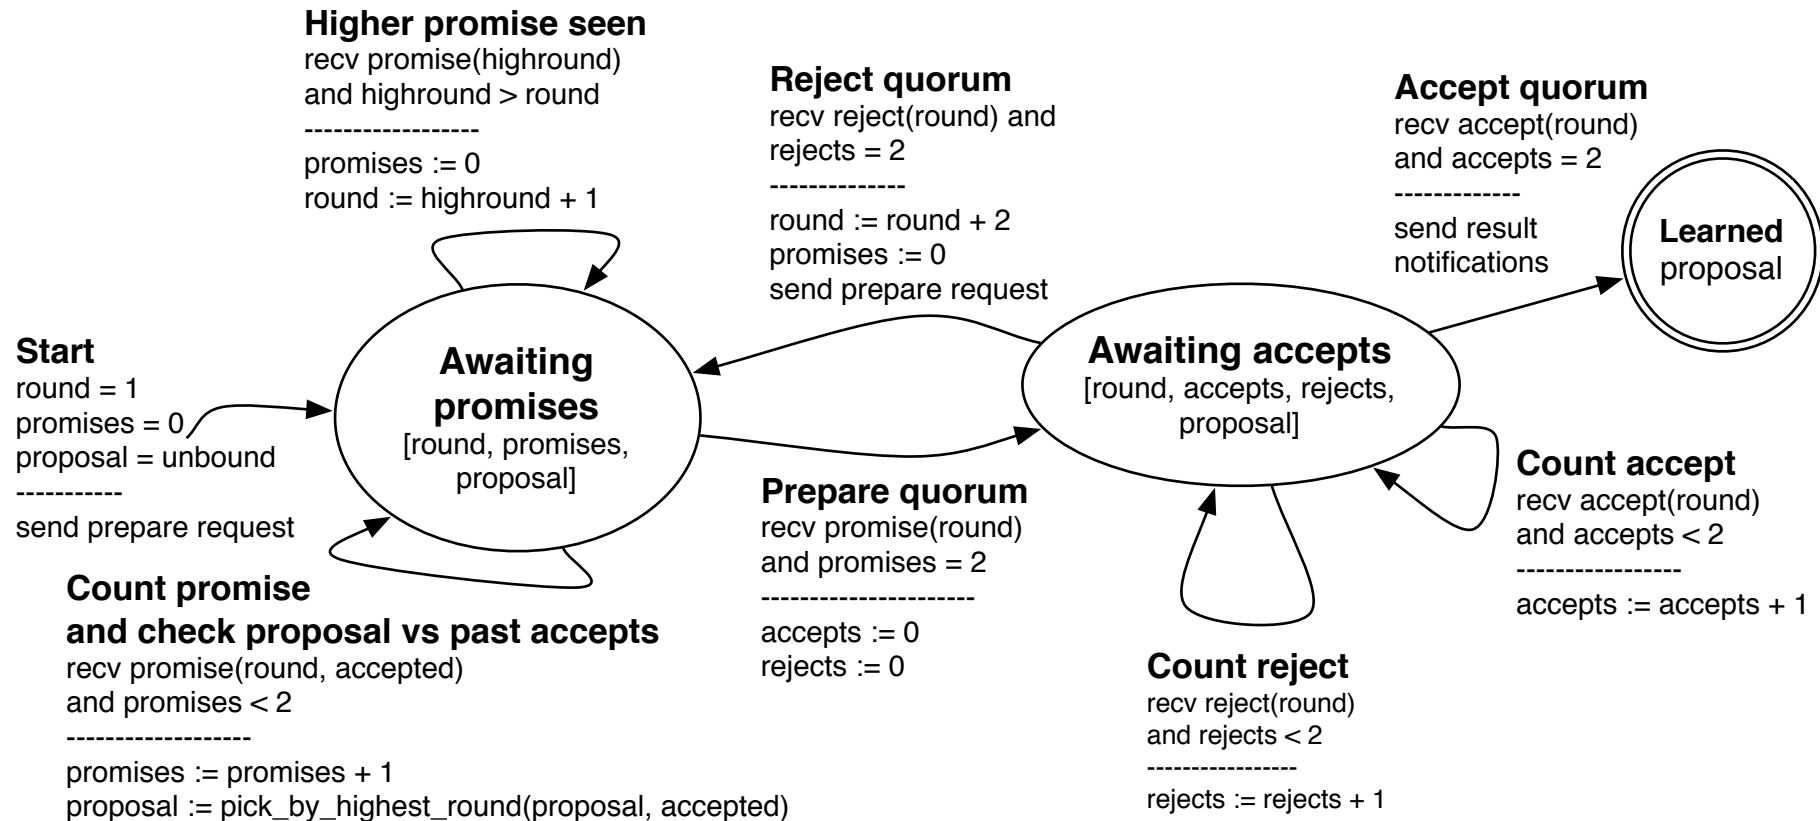 Higher promise seen
recv promise(highround)
and highround > round
------------------
promises := 0
round := highround + 1
Reject quorum
recv reject(round) and
rejects = 2
--------------
round := round + 2
promises := 0
send prepare request
Accept quorum
recv accept(round)
and accepts = 2
-------------
send result
notifications
Learned
proposal
Start
round = 1
promises = 0
proposal = unbound
-----------
send prepare request
Awaiting
promises
[round, promises,
proposal]
Awaiting accepts
[round, accepts, rejects,
proposal]
Prepare quorum
recv promise(round)
and promises = 2
----------------------
accepts := 0
rejects := 0
Count accept
recv accept(round)
and accepts < 2
-----------------
accepts := accepts + 1
Count promise
and check proposal vs past accepts
recv promise(round, accepted)
and promises < 2
-------------------
promises := promises + 1
proposal := pick_by_highest_round(proposal, accepted)
Count reject
recv reject(round)
and rejects < 2
-----------------
rejects := rejects + 1